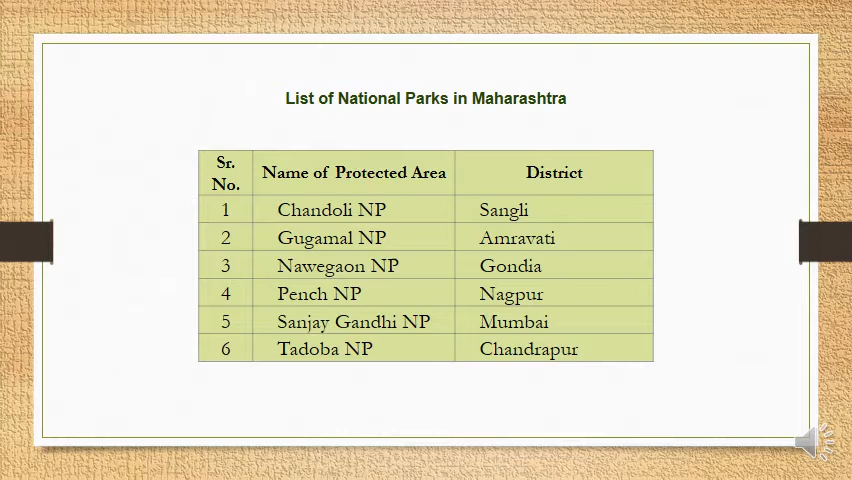 List of National Parks in Maharashtra
Sr. No. Name of Protected Area District
1 Chandoli NP Sangli
2 Gugamal NP Amravati
3 Nawegaon NP Gondia
4 Pench NP Nagpur
5 Sanjay Gandhi NP Mumbai
6 Tadoba NP Chandrapur